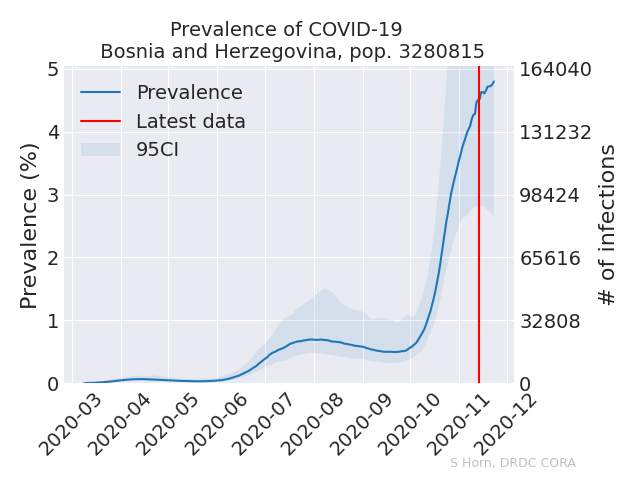 Prevalence of COVID-19
Bosnia and Herzegovina, pop. 3280815
Prevalence
Latest data
95CI
Prevalence (%)
5
4
3
2
1
0
164040
131232
98424
65616
32808
0
# of infections
2020-03
2020-04
2020-05
2020-06
2020-07
2020-08
2020-09
2020-10
2020-11
2020-12
S Horn, DRDC CORA